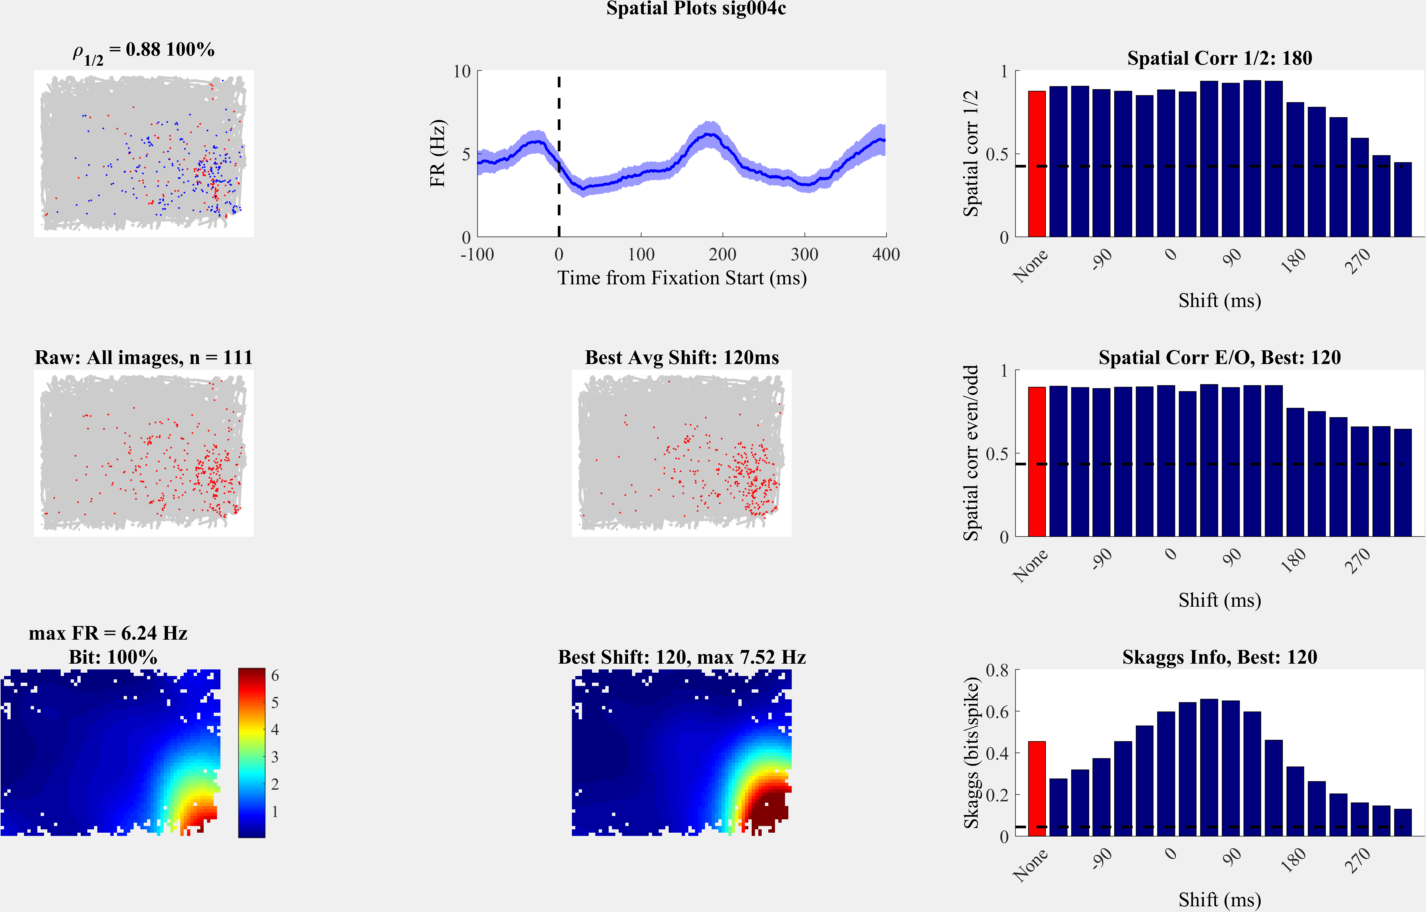 Spatial Plots sig004c
ρ1/2 = 0.88 100%
10
5
0
FR (Hz)
-100 0 100 200 300 400
Time from Fixation Start (ms)
Spatial Corr 1/2: 180
1
0.5
0
Spatial corr 1/2
None -90 0 90 180 270
Shift (ms)
Raw: All images, n = 111
Best Avg Shift: 120ms
Spatial Corr E/O, Best: 120
1
0.5
0
Spatial corr even/odd
None -90 0 90 180 270
Shift (ms)
max FR = 6.24 Hz
Bit: 100%
6
5
4
3
2
1
Best Shift: 120, max 7.52 Hz
Skaggs Info, Best: 120
0.8
0.6
0.4
0.2
0
Skaggs (bits\spike)
None -90 0 90 180 270
Shift (ms)